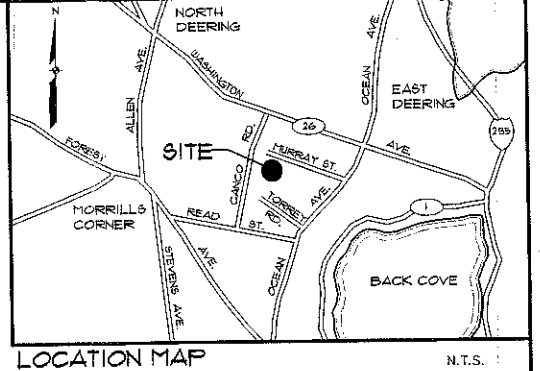 N
NORTH
DEERING
WASHINGTON
AVE.
ALLEN
AVE.
OCEAN
EAST
DEERING
26
AVE.
295
FOREST
SITE
CANCO
RD.
MURRAY ST
AVE.
TORREY
RD.
1
MORRILLS
CORNER
READ
ST.
STEVENS
AVE.
AVE.
OCEAN
BACK COVE
LOCATION MAP
N.T.S.